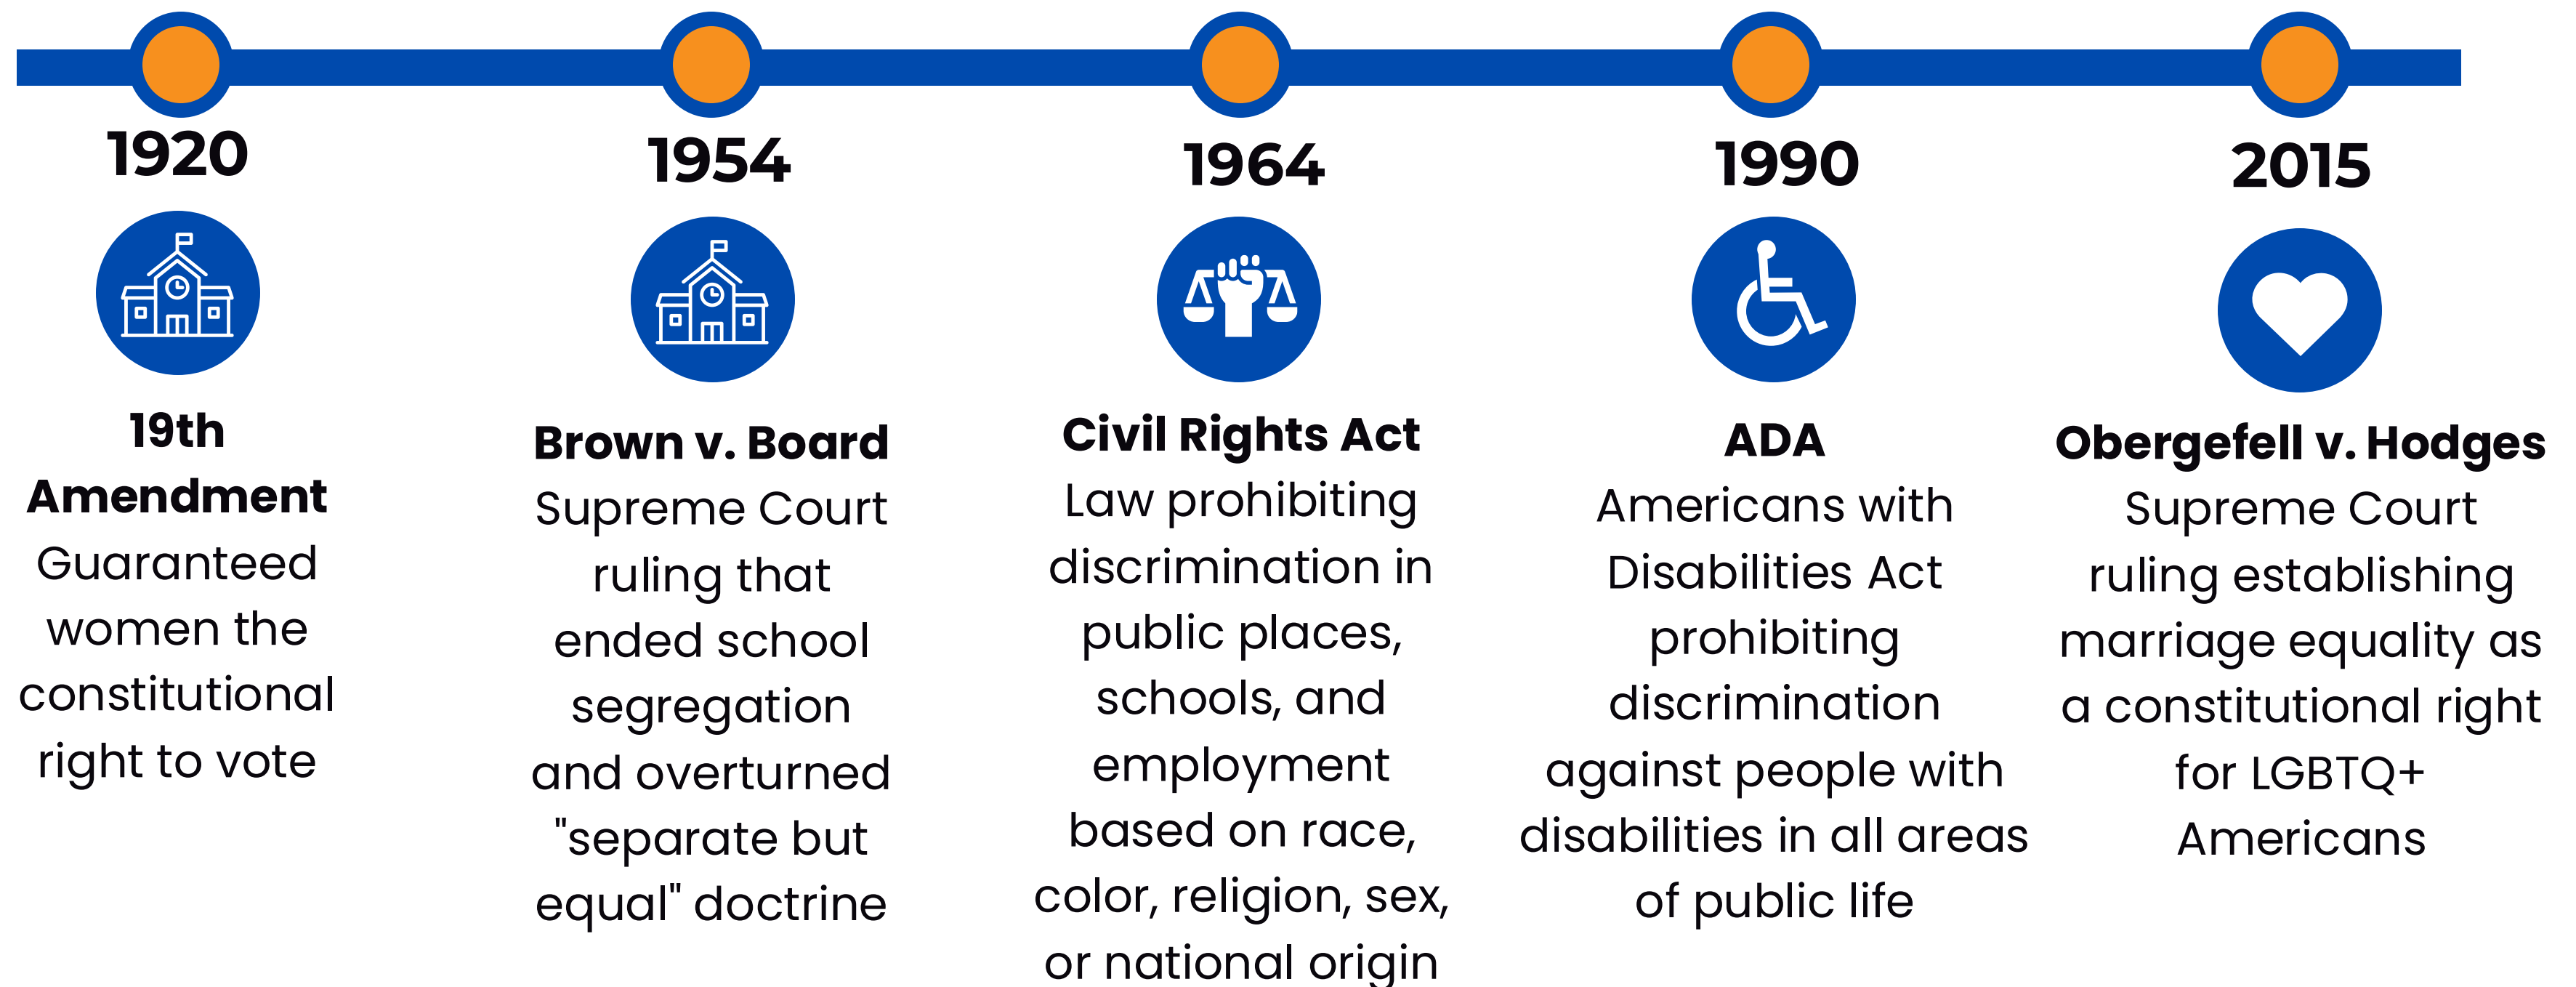 1920
19th
Amendment
Guaranteed
women the
constitutional
right to vote
1954
Brown v. Board
Supreme Court
ruling that
ended school
segregation
and overturned
"separate but
equal" doctrine
1964
Civil Rights Act
Law prohibiting
discrimination in
public places,
schools, and
employment
based on race,
color, religion, sex,
or national origin
1990
ADA
Americans with
Disabilities Act
prohibiting
discrimination
against people with
disabilities in all areas
of public life
2015
Obergefell v. Hodges
Supreme Court
ruling establishing
marriage equality as
a constitutional right
for LGBTQ+
Americans